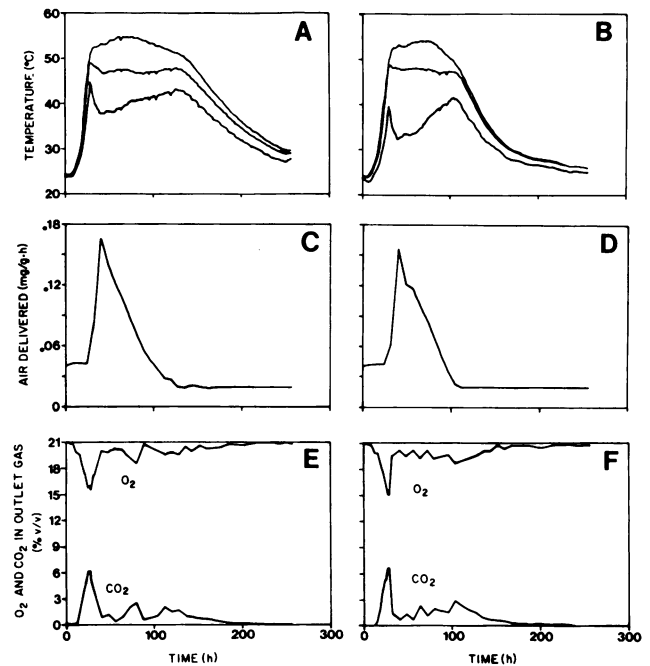 A
B
TEMPERATURE (°C)
60
50
40
30
20
C
D
AIR DELIVERED (mg/g·h)
.18
.12
.06
0
E
F
O2 AND CO2 IN OUTLET GAS
(% v/v)
21
18
15
12
9
6
3
0
O2
O2
CO2
CO2
0 100 200 300
0 100 200 300
TIME (h)
TIME (h)